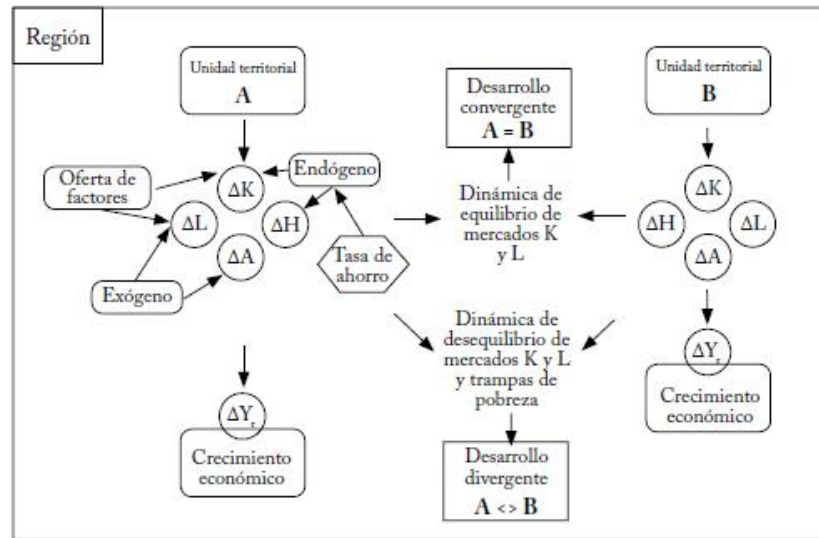 Región
Unidad territorial
A
Unidad territorial
B
Desarrollo
convergente
A = B
Oferta de
factores
ΔK
Endógeno
ΔL
ΔH
ΔA
Exógeno
Tasa de
ahorro
Dinámica de
equilibrio de
mercados K
y L
ΔK
ΔH
ΔL
ΔA
Dinámica de
desequilibrio de
mercados K y L
y trampas de
pobreza
ΔYr
Crecimiento
económico
ΔYr
Crecimiento
económico
Desarrollo
divergente
A <> B